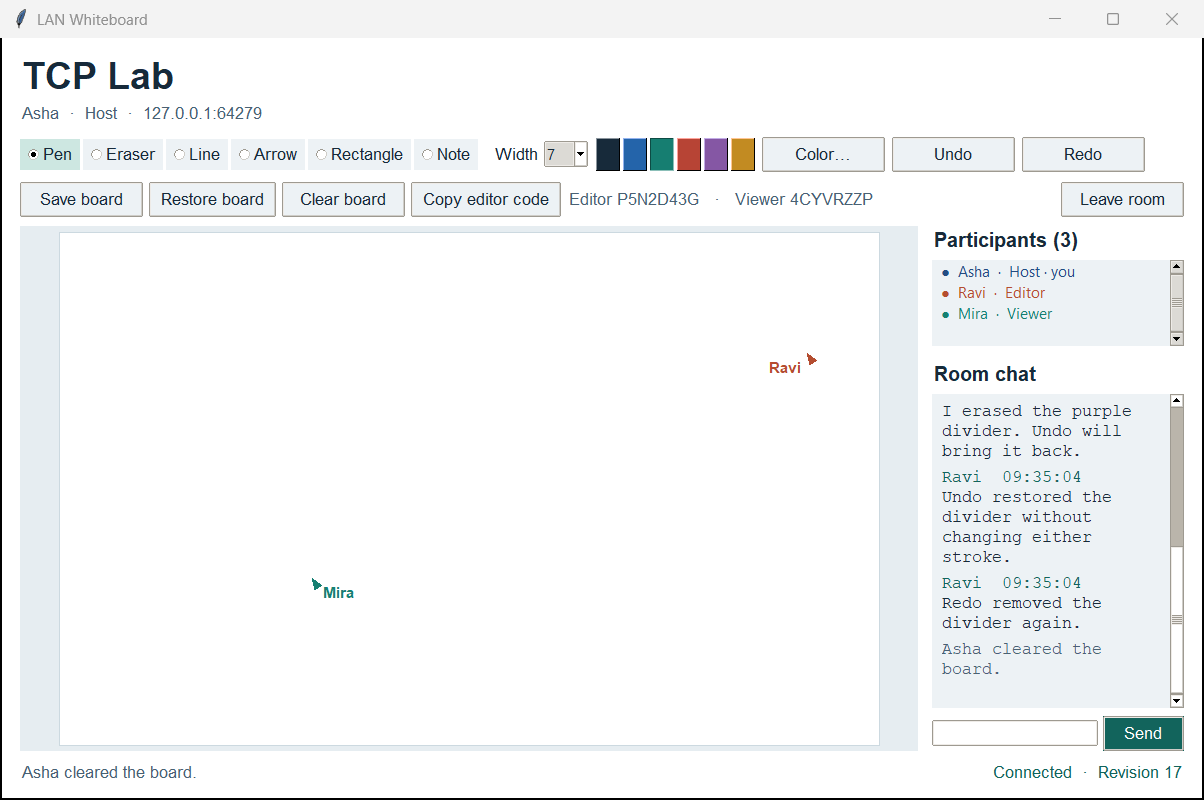 LAN Whiteboard
TCP Lab
Asha · Host · 127.0.0.1:64279
Pen Eraser Line Arrow Rectangle Note Width 7 Color... Undo Redo
Save board Restore board Clear board Copy editor code Editor P5N2D43G · Viewer 4CYVRZZP Leave room
Participants (3)
Asha · Host · you
Ravi · Editor
Mira · Viewer
Ravi
Mira
Room chat
I erased the purple
divider. Undo will
bring it back.
Ravi 09:35:04
Undo restored the
divider without
changing either
stroke.
Ravi 09:35:04
Redo removed the
divider again.
Asha cleared the
board.
Send
Asha cleared the board.
Connected · Revision 17